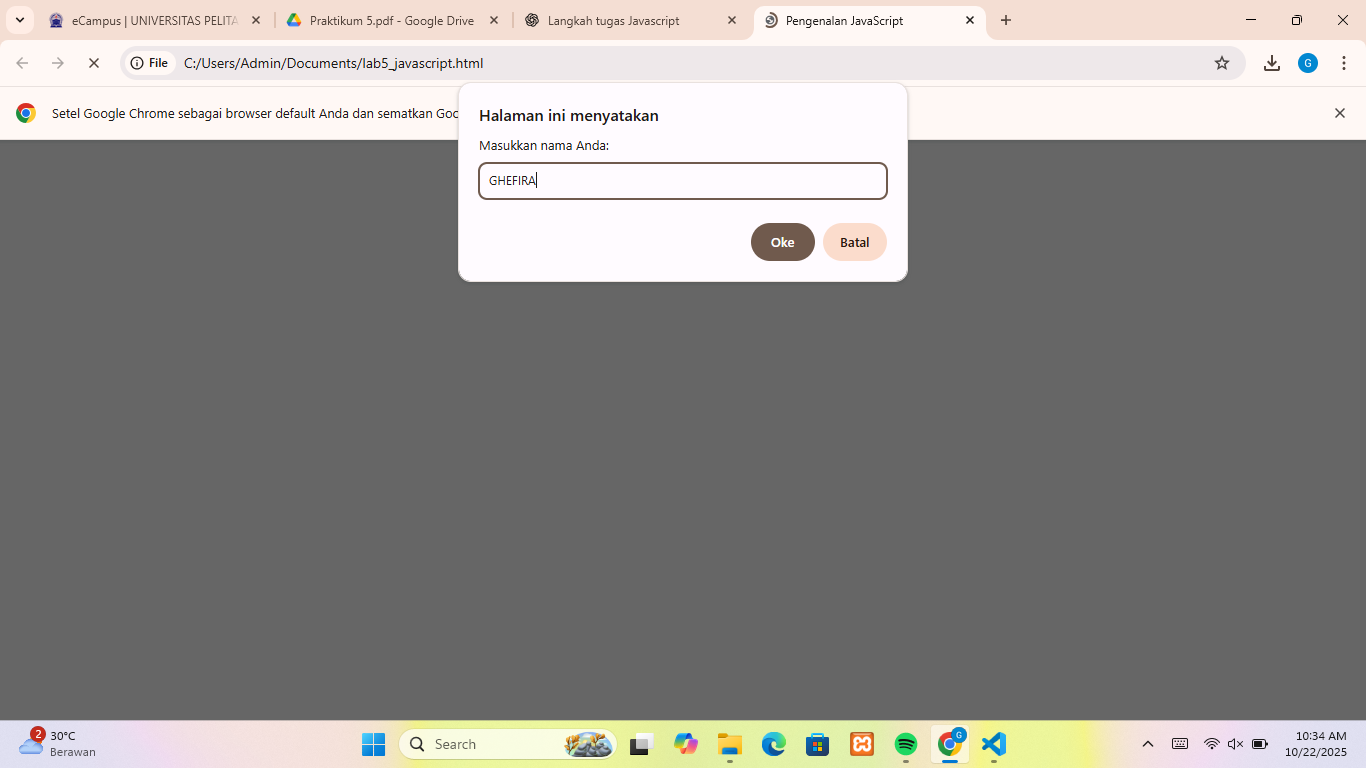 eCampus | UNIVERSITAS PELITA
Praktikum 5.pdf - Google Drive
Langkah tugas Javascript
Pengenalan JavaScript
File
C:/Users/Admin/Documents/lab5_javascript.html
G
Setel Google Chrome sebagai browser default Anda dan sematkan Goo
Halaman ini menyatakan
Masukkan nama Anda:
GHEFIRA
Oke
Batal
2
30°C
Berawan
Search
G
10:34 AM
10/22/2025